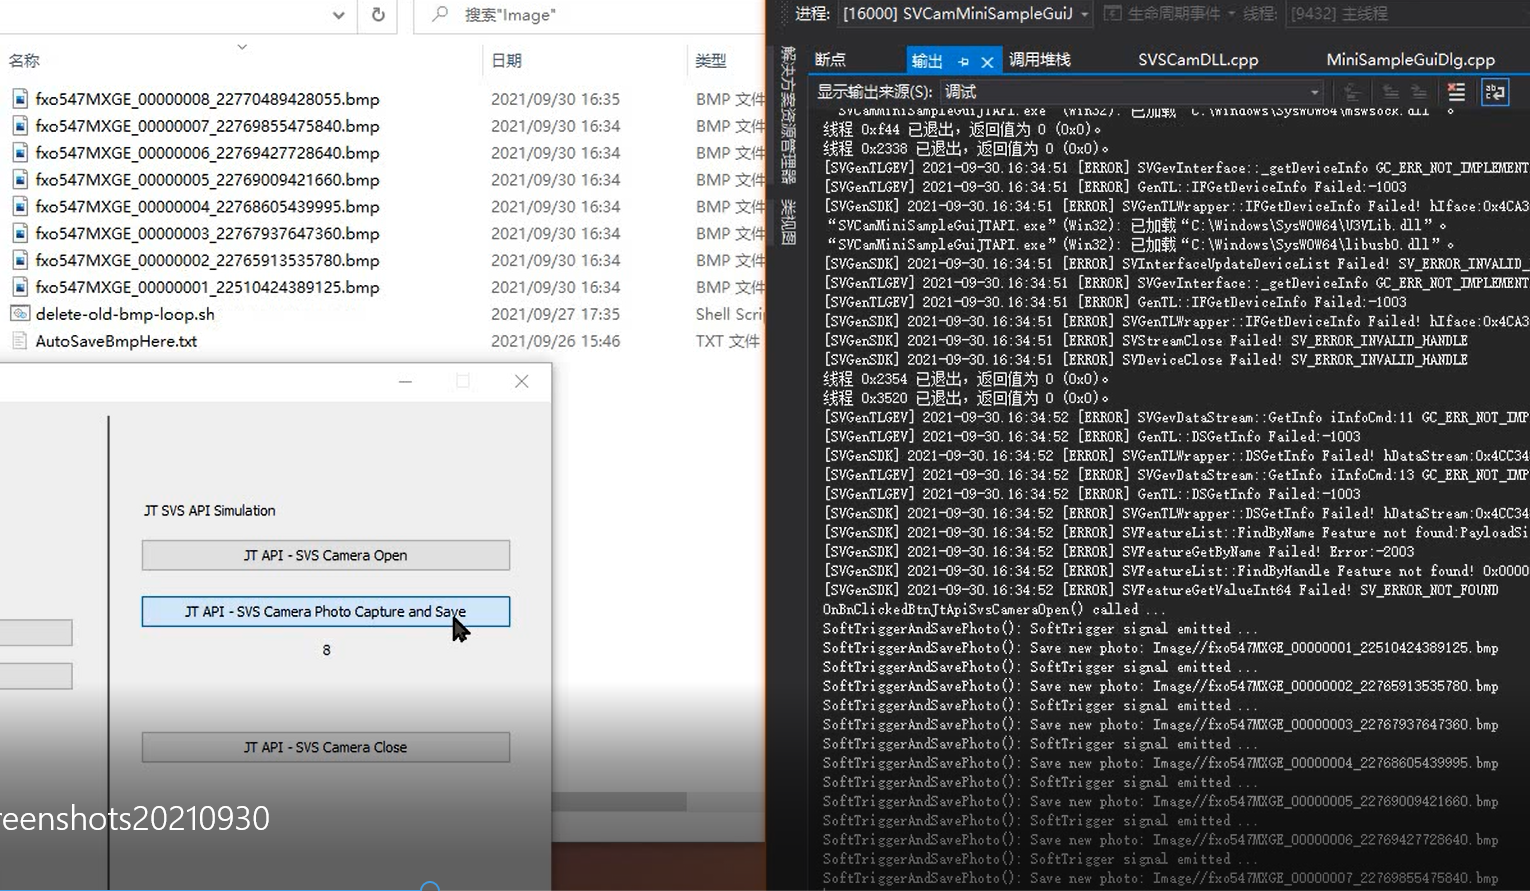 搜索"Image"
名称 日期 类型
fxo547MXGE_00000008_22770489428055.bmp 2021/09/30 16:35 BMP 文件
fxo547MXGE_00000007_22769855475840.bmp 2021/09/30 16:34 BMP 文件
fxo547MXGE_00000006_22769427728640.bmp 2021/09/30 16:34 BMP 文件
fxo547MXGE_00000005_22769009421660.bmp 2021/09/30 16:34 BMP 文件
fxo547MXGE_00000004_22768605439995.bmp 2021/09/30 16:34 BMP 文件
fxo547MXGE_00000003_22767937647360.bmp 2021/09/30 16:34 BMP 文件
fxo547MXGE_00000002_22765913535780.bmp 2021/09/30 16:34 BMP 文件
fxo547MXGE_00000001_22510424389125.bmp 2021/09/30 16:34 BMP 文件
delete-old-bmp-loop.sh 2021/09/27 17:35 Shell Scri
AutoSaveBmpHere.txt 2021/09/26 15:46 TXT 文件
JT SVS API Simulation
JT API - SVS Camera Open
JT API - SVS Camera Photo Capture and Save
8
JT API - SVS Camera Close
reenshots20210930
进程: [16000] SVCamMiniSampleGuiJ 生命周期事件 线程: [9432] 主线程
解决方案资源管理器
类视图
断点 输出 调用堆栈 SVSCamDLL.cpp MiniSampleGuiDlg.cpp
显示输出来源(S): 调试
“SVCamMiniSampleGuiJTAPI.exe”(Win32): 已加载“C:\Windows\SysWOW64\mswsock.dll”。
线程 0xf44 已退出，返回值为 0 (0x0)。
线程 0x2338 已退出，返回值为 0 (0x0)。
[SVGenTLGEV] 2021-09-30.16:34:51 [ERROR] SVGevInterface::_getDeviceInfo GC_ERR_NOT_IMPLEMENT
[SVGenTLGEV] 2021-09-30.16:34:51 [ERROR] GenTL::IFGetDeviceInfo Failed:-1003
[SVGenSDK] 2021-09-30.16:34:51 [ERROR] SVGenTLWrapper::IFGetDeviceInfo Failed! hIface:0x4CA3
“SVCamMiniSampleGuiJTAPI.exe”(Win32): 已加载“C:\Windows\SysWOW64\U3VLib.dll”。
“SVCamMiniSampleGuiJTAPI.exe”(Win32): 已加载“C:\Windows\SysWOW64\libusb0.dll”。
[SVGenSDK] 2021-09-30.16:34:51 [ERROR] SVInterfaceUpdateDeviceList Failed! SV_ERROR_INVALID_
[SVGenTLGEV] 2021-09-30.16:34:51 [ERROR] SVGevInterface::_getDeviceInfo GC_ERR_NOT_IMPLEMENT
[SVGenTLGEV] 2021-09-30.16:34:51 [ERROR] GenTL::IFGetDeviceInfo Failed:-1003
[SVGenSDK] 2021-09-30.16:34:51 [ERROR] SVGenTLWrapper::IFGetDeviceInfo Failed! hIface:0x4CA3
[SVGenSDK] 2021-09-30.16:34:51 [ERROR] SVStreamClose Failed! SV_ERROR_INVALID_HANDLE
[SVGenSDK] 2021-09-30.16:34:51 [ERROR] SVDeviceClose Failed! SV_ERROR_INVALID_HANDLE
线程 0x2354 已退出，返回值为 0 (0x0)。
线程 0x3520 已退出，返回值为 0 (0x0)。
[SVGenTLGEV] 2021-09-30.16:34:52 [ERROR] SVGevDataStream::GetInfo iInfoCmd:11 GC_ERR_NOT_IMP
[SVGenTLGEV] 2021-09-30.16:34:52 [ERROR] GenTL::DSGetInfo Failed:-1003
[SVGenSDK] 2021-09-30.16:34:52 [ERROR] SVGenTLWrapper::DSGetInfo Failed! hDataStream:0x4CC34
[SVGenTLGEV] 2021-09-30.16:34:52 [ERROR] SVGevDataStream::GetInfo iInfoCmd:13 GC_ERR_NOT_IMP
[SVGenTLGEV] 2021-09-30.16:34:52 [ERROR] GenTL::DSGetInfo Failed:-1003
[SVGenSDK] 2021-09-30.16:34:52 [ERROR] SVGenTLWrapper::DSGetInfo Failed! hDataStream:0x4CC34
[SVGenSDK] 2021-09-30.16:34:52 [ERROR] SVFeatureList::FindByName Feature not found:PayloadSi
[SVGenSDK] 2021-09-30.16:34:52 [ERROR] SVFeatureGetByName Failed! Error:-2003
[SVGenSDK] 2021-09-30.16:34:52 [ERROR] SVFeatureList::FindByHandle Feature not found! 0x0000
[SVGenSDK] 2021-09-30.16:34:52 [ERROR] SVFeatureGetValueInt64 Failed! SV_ERROR_NOT_FOUND
OnBnClickedBtnJtApiSvsCameraOpen() called ...
SoftTriggerAndSavePhoto(): SoftTrigger signal emitted ...
SoftTriggerAndSavePhoto(): Save new photo: Image//fxo547MXGE_00000001_22510424389125.bmp
SoftTriggerAndSavePhoto(): SoftTrigger signal emitted ...
SoftTriggerAndSavePhoto(): Save new photo: Image//fxo547MXGE_00000002_22765913535780.bmp
SoftTriggerAndSavePhoto(): SoftTrigger signal emitted ...
SoftTriggerAndSavePhoto(): Save new photo: Image//fxo547MXGE_00000003_22767937647360.bmp
SoftTriggerAndSavePhoto(): SoftTrigger signal emitted ...
SoftTriggerAndSavePhoto(): Save new photo: Image//fxo547MXGE_00000004_22768605439995.bmp
SoftTriggerAndSavePhoto(): SoftTrigger signal emitted ...
SoftTriggerAndSavePhoto(): Save new photo: Image//fxo547MXGE_00000005_22769009421660.bmp
SoftTriggerAndSavePhoto(): SoftTrigger signal emitted ...
SoftTriggerAndSavePhoto(): Save new photo: Image//fxo547MXGE_00000006_22769427728640.bmp
SoftTriggerAndSavePhoto(): SoftTrigger signal emitted ...
SoftTriggerAndSavePhoto(): Save new photo: Image//fxo547MXGE_00000007_22769855475840.bmp